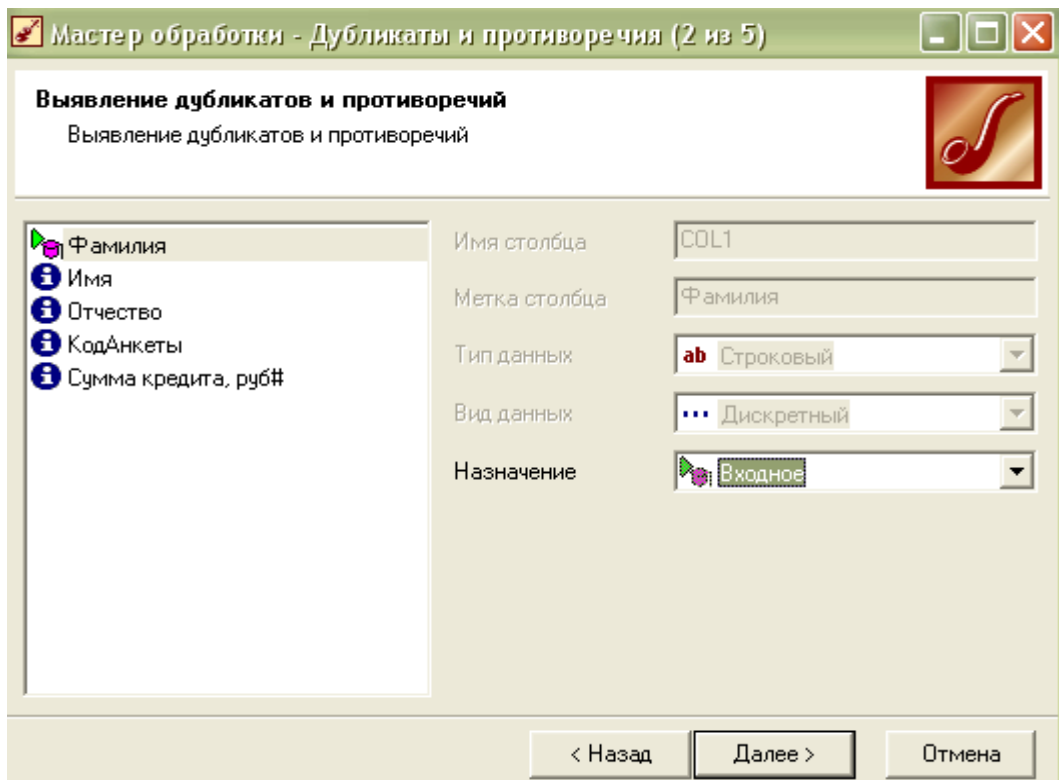 Мастер обработки - Дубликаты и противоречия (2 из 5)
Выявление дубликатов и противоречий
Выявление дубликатов и противоречий
Фамилия
Имя
Отчество
КодАнкеты
Сумма кредита, руб#
Имя столбца COL1
Метка столбца Фамилия
Тип данных ab Строковый
Вид данных Дискретный
Назначение Входное
< Назад Далее > Отмена